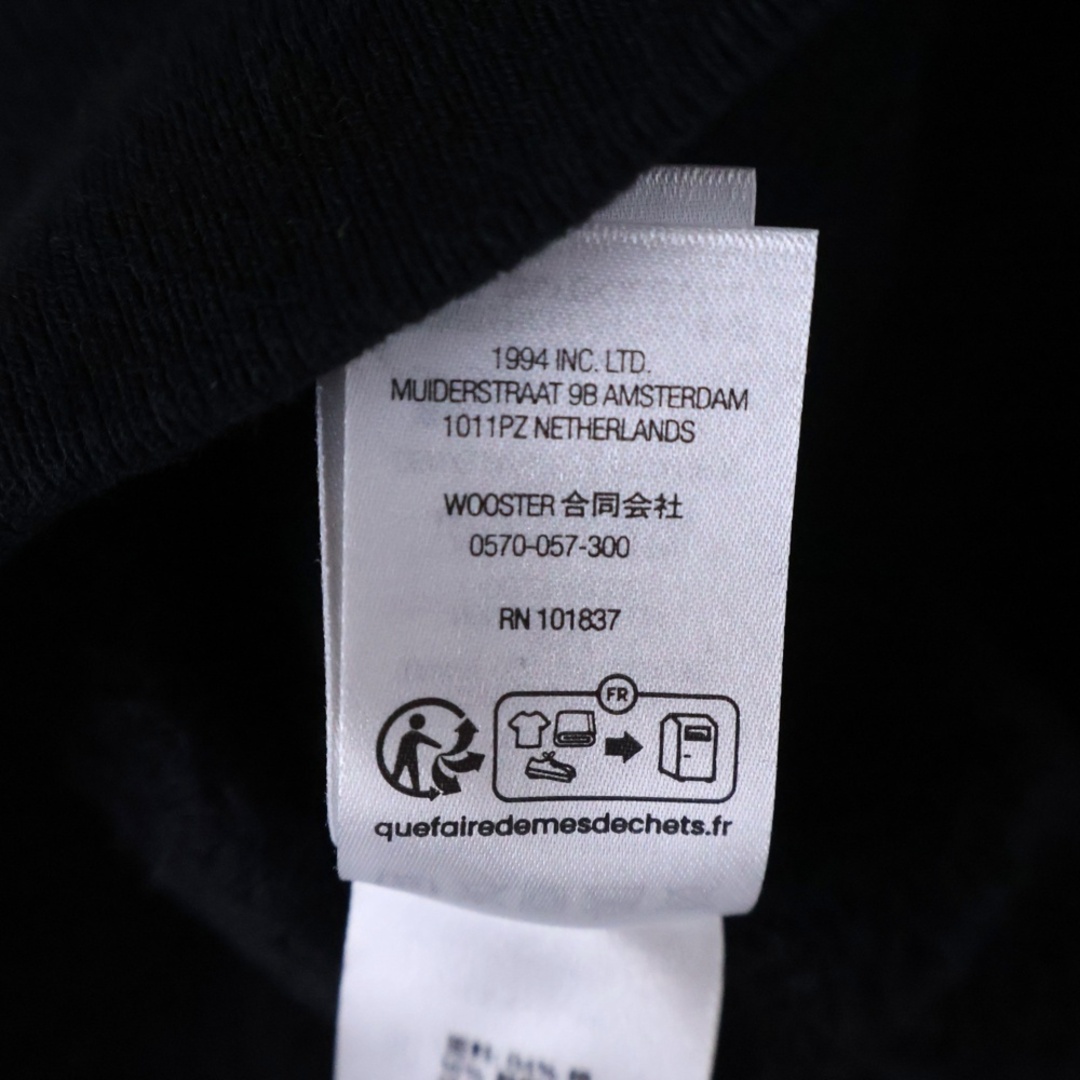 1994 INC. LTD.
MUIDERSTRAAT 9B AMSTERDAM
1011PZ NETHERLANDS
WOOSTER 合同会社
0570-057-300
RN 101837
FR
quefairedemesdechets.fr